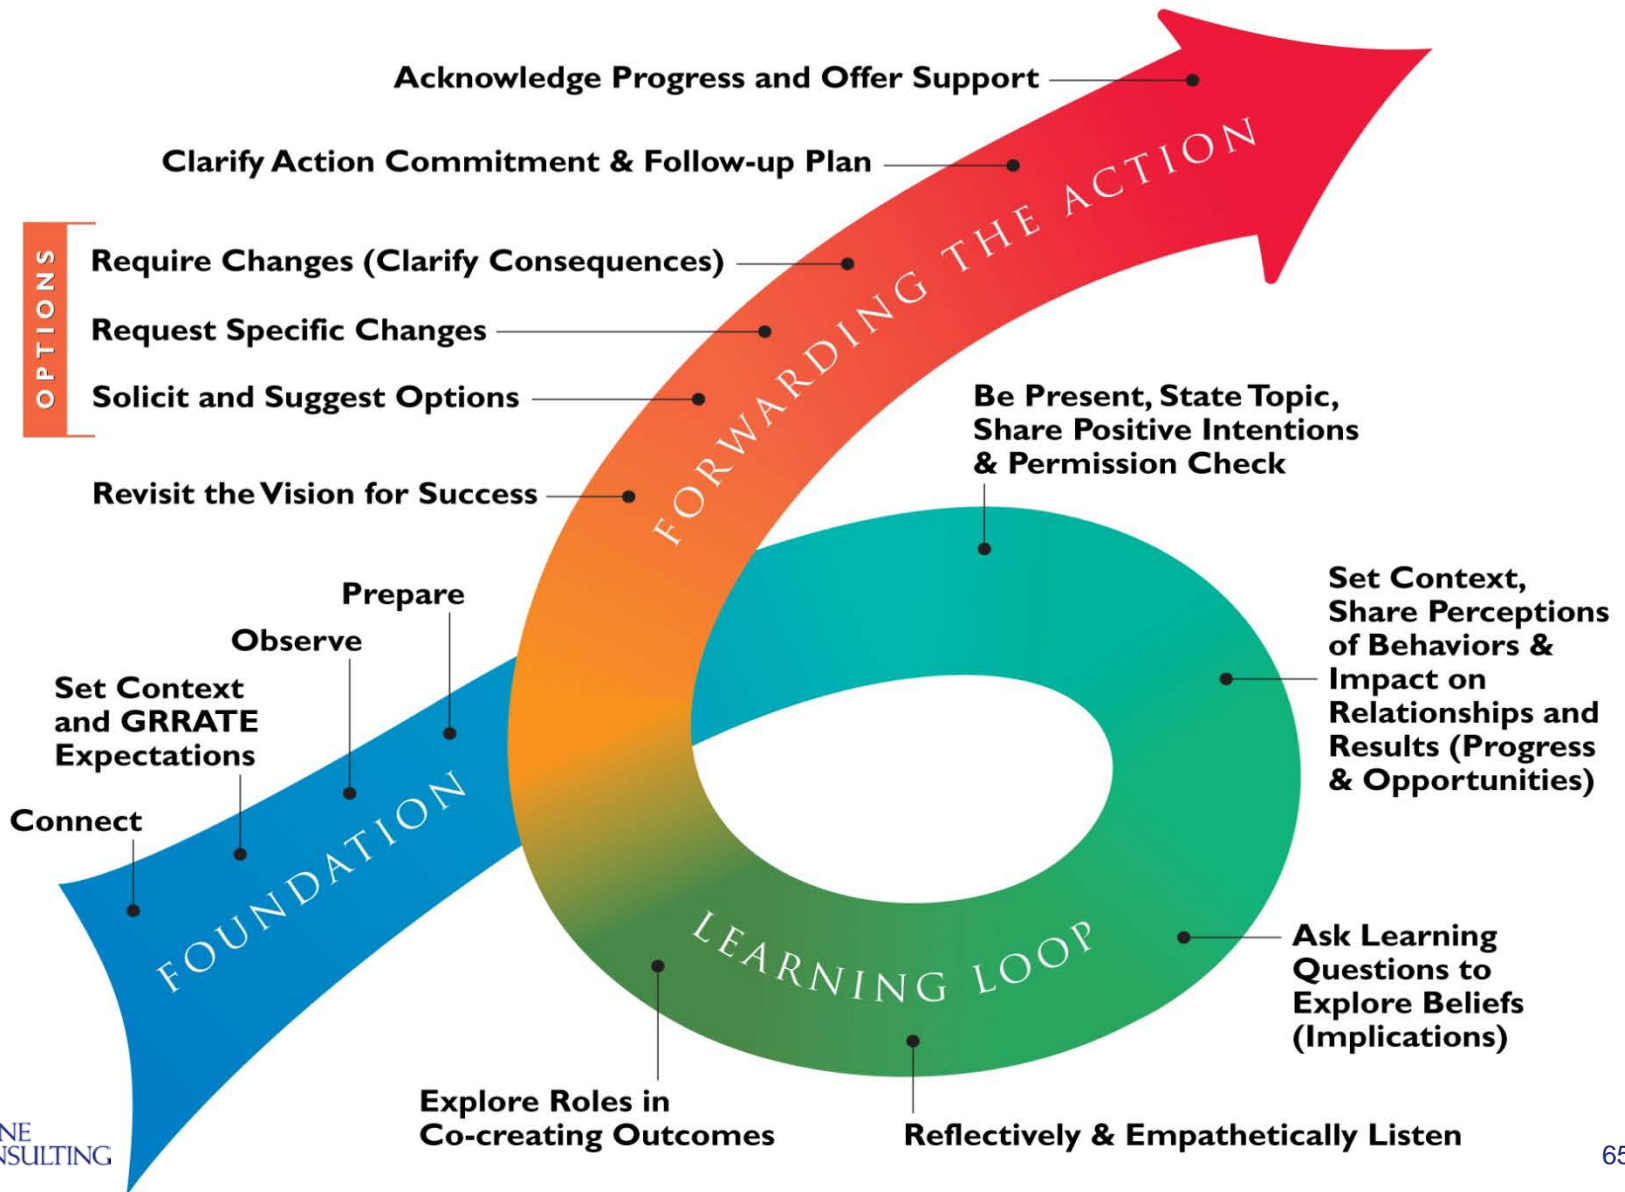 Acknowledge Progress and Offer Support
Clarify Action Commitment & Follow-up Plan
OPTIONS
Require Changes (Clarify Consequences)
Request Specific Changes
Solicit and Suggest Options
Revisit the Vision for Success
FORWARDING THE ACTION
Be Present, State Topic,
Share Positive Intentions
& Permission Check
Set Context,
Share Perceptions
of Behaviors &
Impact on
Relationships and
Results (Progress
& Opportunities)
Prepare
Observe
Set Context
and GRRATE
Expectations
Connect
FOUNDATION
LEARNING LOOP
Ask Learning
Questions to
Explore Beliefs
(Implications)
Explore Roles in
Co-creating Outcomes
Reflectively & Empathetically Listen
65